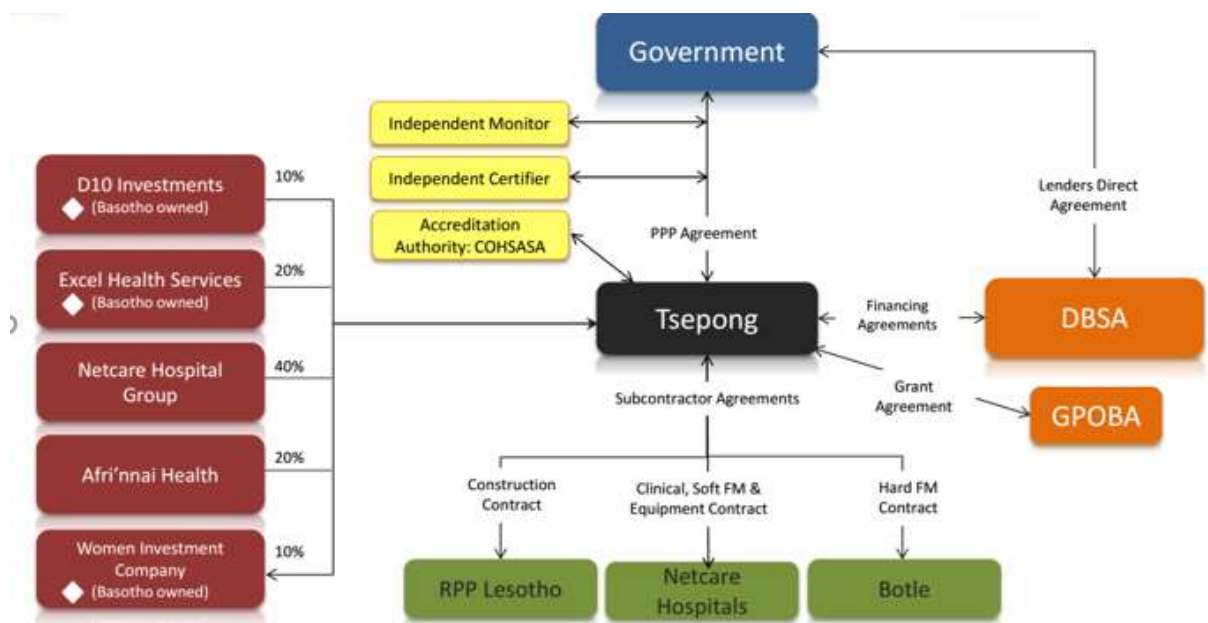 Government
Independent Monitor
Independent Certifier
Accreditation
Authority: COHSASA
PPP Agreement
Lenders Direct
Agreement
D10 Investments
(Basotho owned)
10%
Excel Health Services
(Basotho owned)
20%
Netcare Hospital
Group
40%
Afri'nnai Health
20%
Women Investment
Company
(Basotho owned)
10%
Tsepong
Financing
Agreements
DBSA
Grant
Agreement
GPOBA
Subcontractor Agreements
Construction
Contract
Clinical, Soft FM &
Equipment Contract
Hard FM
Contract
RPP Lesotho
Netcare
Hospitals
Botle